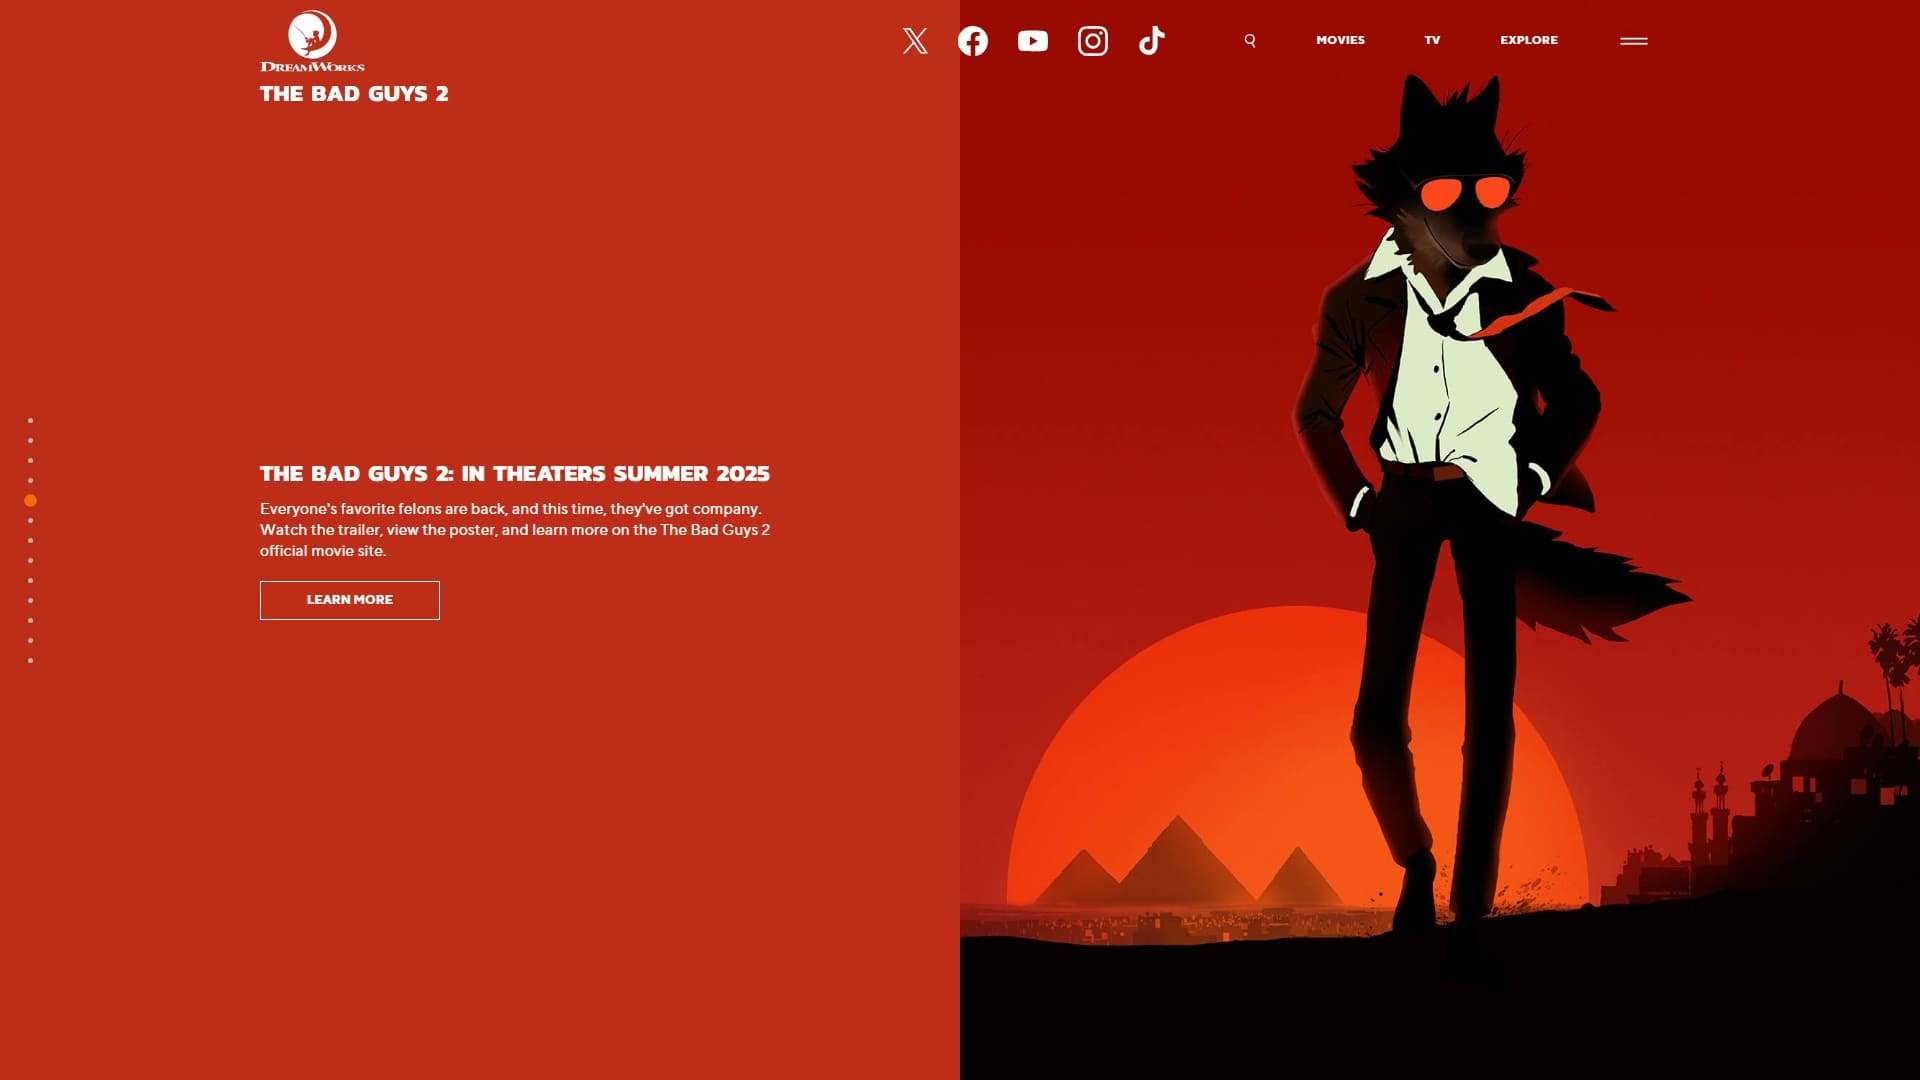 DREAMWORKS
THE BAD GUYS 2
MOVIES
TV
EXPLORE
THE BAD GUYS 2: IN THEATERS SUMMER 2025
Everyone's favorite felons are back, and this time, they've got company.
Watch the trailer, view the poster, and learn more on the The Bad Guys 2
official movie site.
LEARN MORE